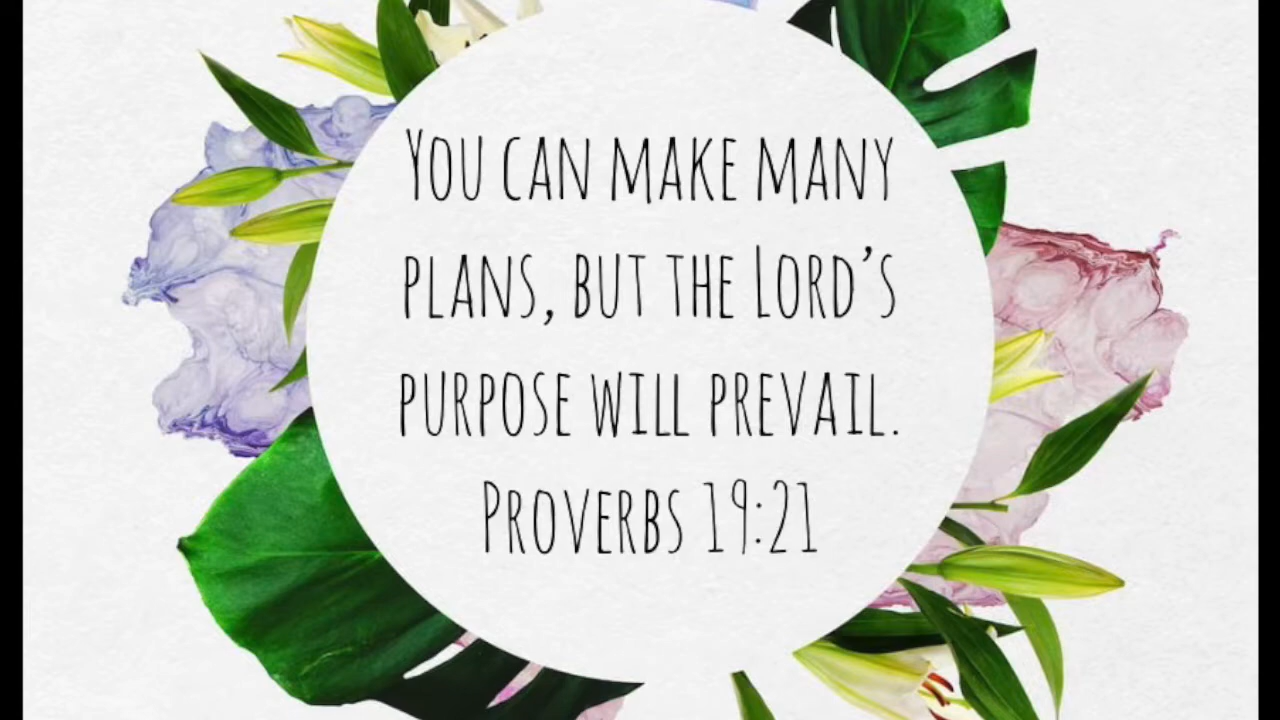 You can make many
plans, but the Lord’s
purpose will prevail.
Proverbs 19:21